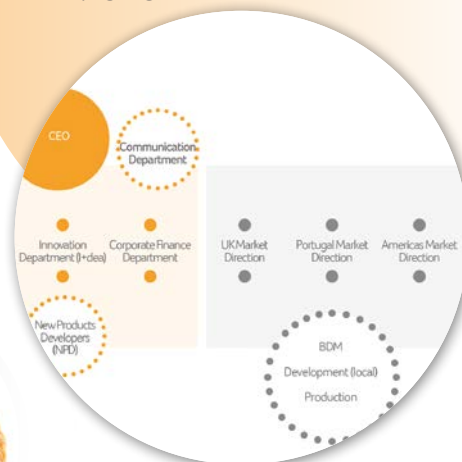 CEO
Communication
Department
Innovation
Department (I+dea)
Corporate Finance
Department
UK Market
Direction
Portugal Market
Direction
Americas Market
Direction
New Products
Developers
(NPD)
BDM
Development (local)
Production